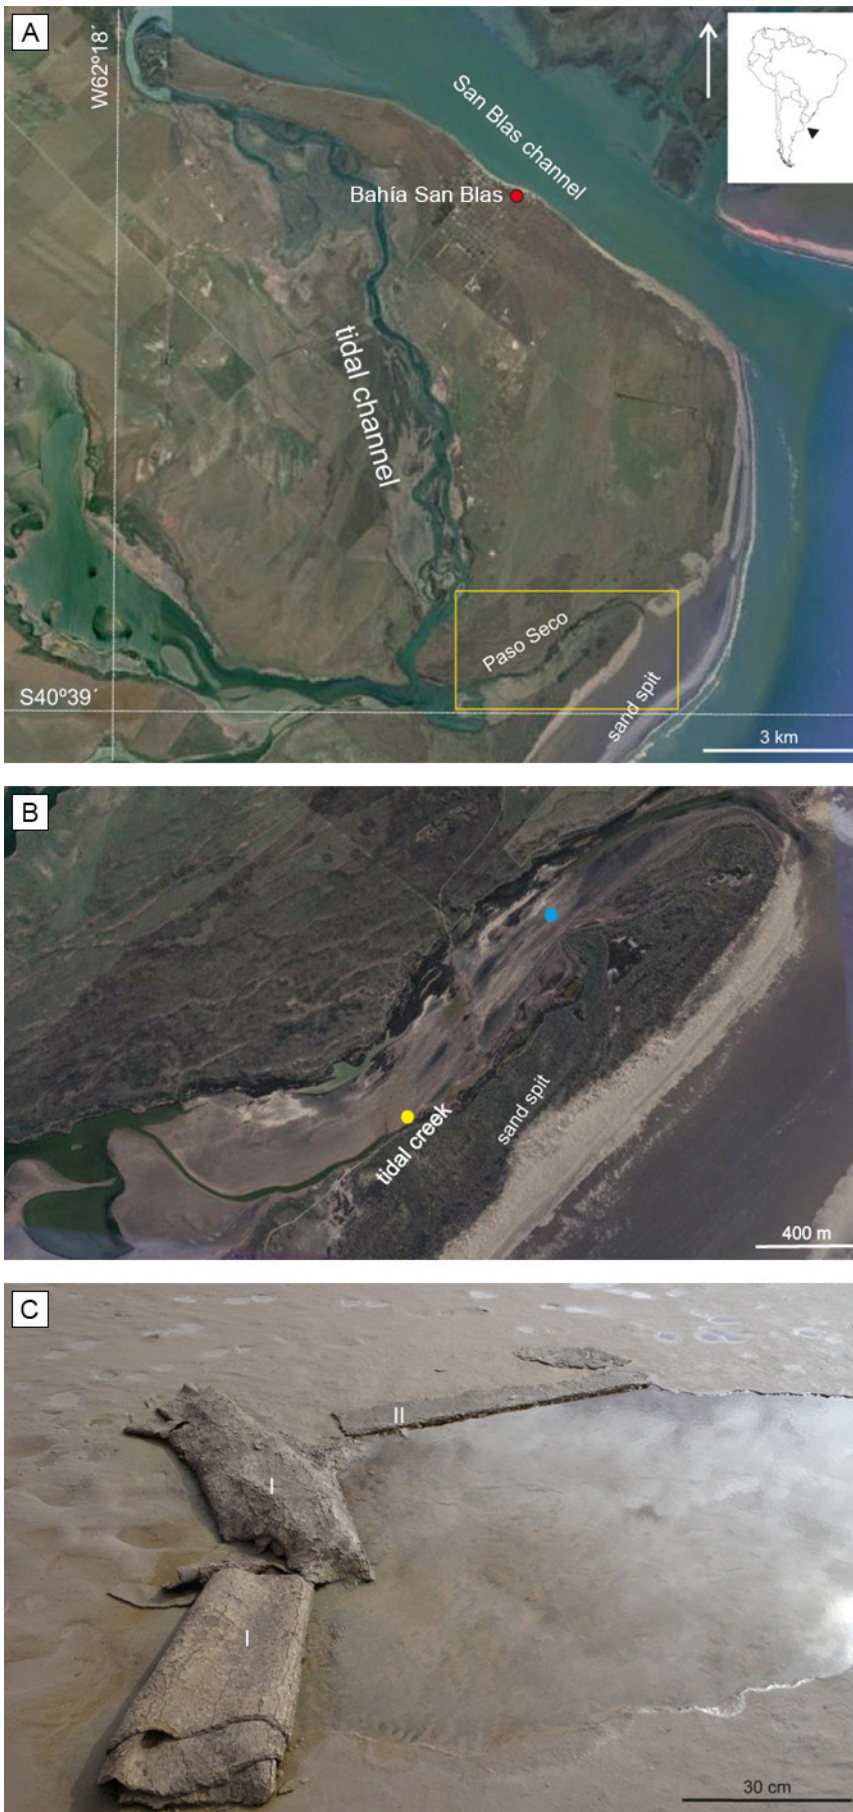 A
W62º18´
San Blas channel
Bahía San Blas
tidal channel
Paso Seco
S40º39´
sand spit
3 km
B
sand spit
tidal creek
400 m
C
II
I
I
30 cm